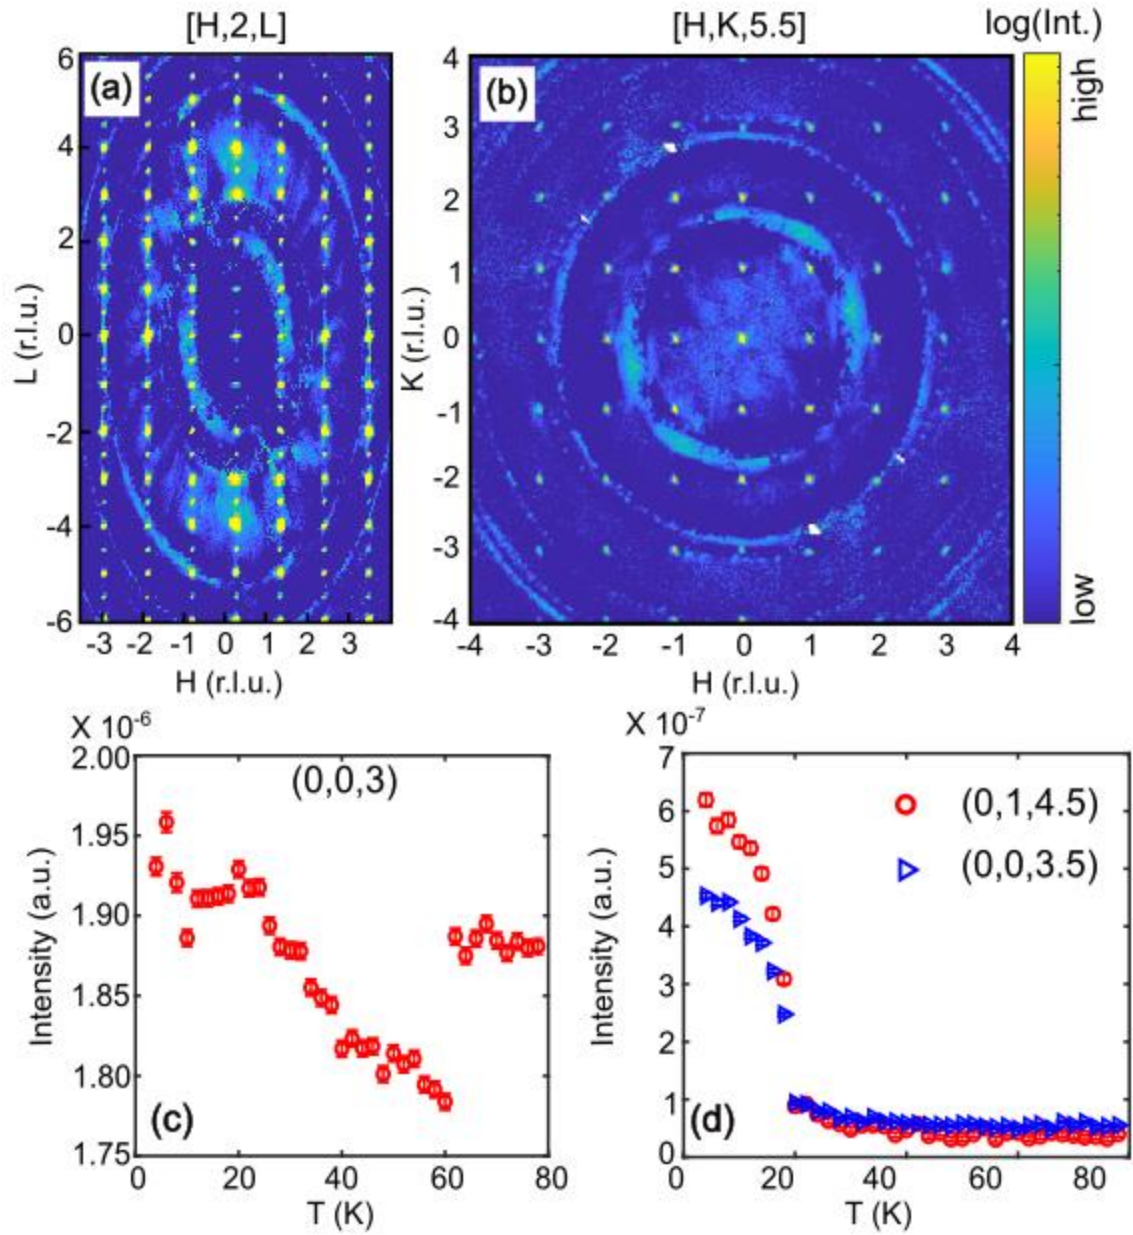 [H,2,L]
[H,K,5.5]
log(Int.)
(a)
(b)
high
low
6
4
2
0
-2
-4
-6
L (r.l.u.)
-3 -2 -1 0 1 2 3
H (r.l.u.)
4
3
2
1
0
-1
-2
-3
-4
K (r.l.u.)
-4 -3 -2 -1 0 1 2 3 4
H (r.l.u.)
X 10-6
(0,0,3)
2.00
1.95
1.90
1.85
1.80
1.75
Intensity (a.u.)
(c)
0 20 40 60 80
T (K)
X 10-7
7
6
5
4
3
2
1
0
Intensity (a.u.)
(0,1,4.5)
(0,0,3.5)
(d)
0 20 40 60 80
T (K)